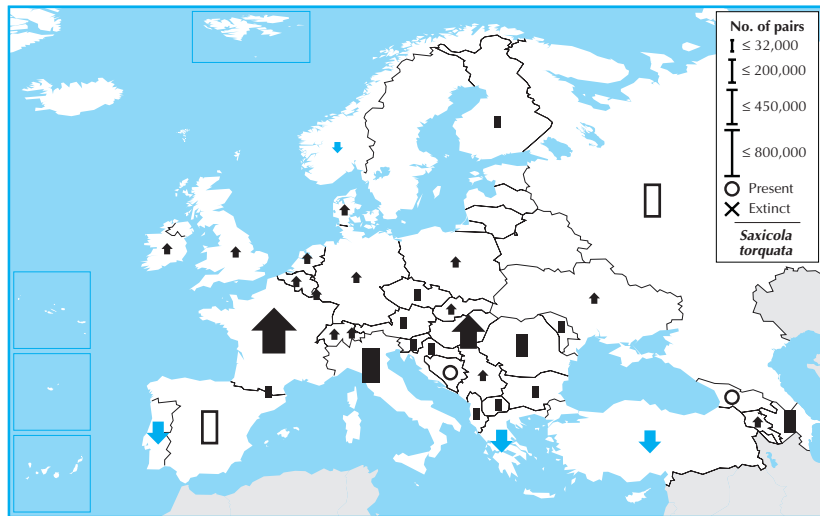 No. of pairs
≤ 32,000
≤ 200,000
≤ 450,000
≤ 800,000
Present
Extinct
Saxicola
torquata